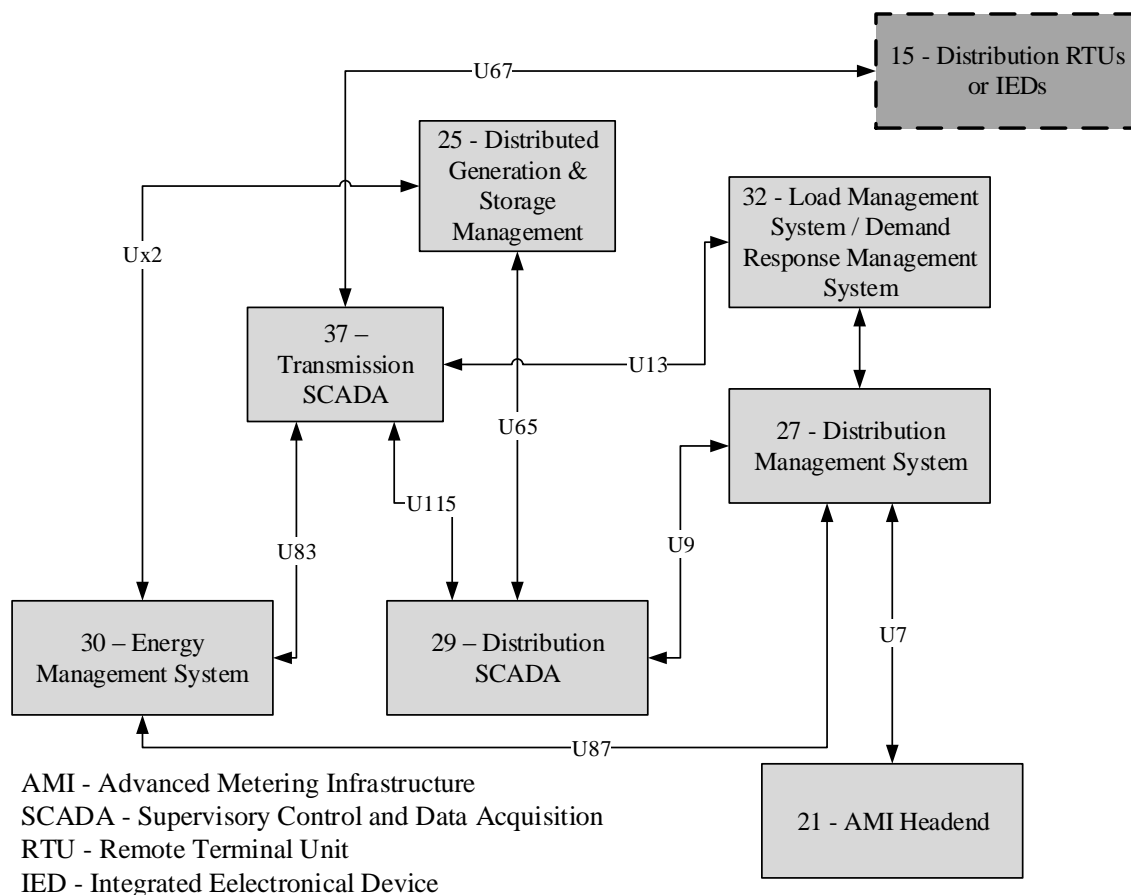 15 - Distribution RTUs
or IEDs
U67
25 - Distributed
Generation &
Storage
Management
32 - Load Management
System / Demand
Response Management
System
Ux2
37 –
Transmission
SCADA
U13
U65
27 - Distribution
Management System
U115
U9
U83
30 – Energy
Management System
29 – Distribution
SCADA
U7
U87
21 - AMI Headend
AMI - Advanced Metering Infrastructure
SCADA - Supervisory Control and Data Acquisition
RTU - Remote Terminal Unit
IED - Integrated Eelectronical Device